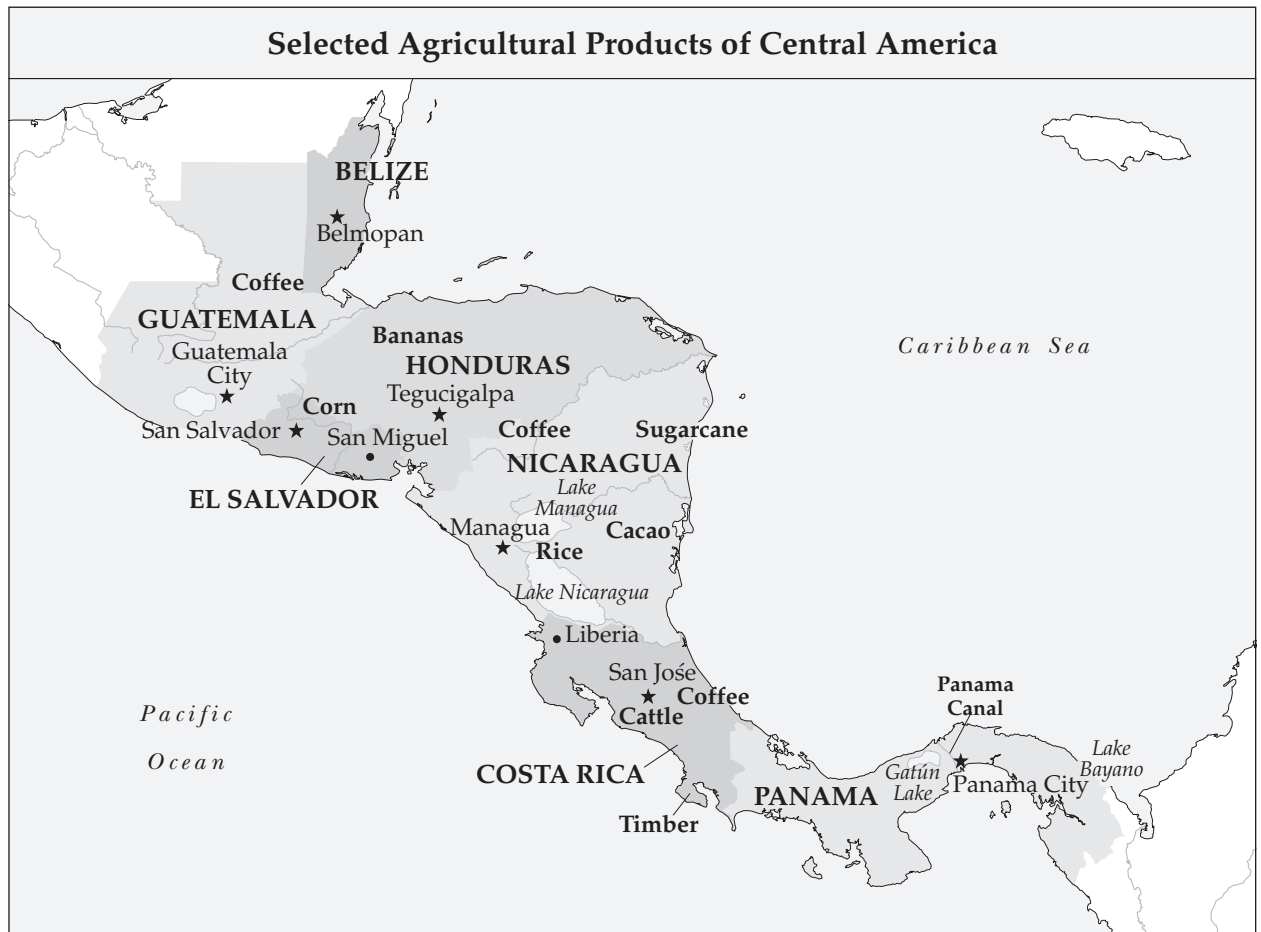 Selected Agricultural Products of Central America
BELIZE
Belmopan
Coffee
GUATEMALA
Guatemala
City
Bananas
HONDURAS
Tegucigalpa
Caribbean Sea
Corn
San Salvador
San Miguel
EL SALVADOR
Coffee
Sugarcane
NICARAGUA
Lake
Managua
Managua
Cacao
Rice
Lake Nicaragua
Liberia
San Jośe
Coffee
Cattle
COSTA RICA
Timber
Pacific
Ocean
Panama
Canal
PANAMA
Gatún
Lake
Panama City
Lake
Bayano